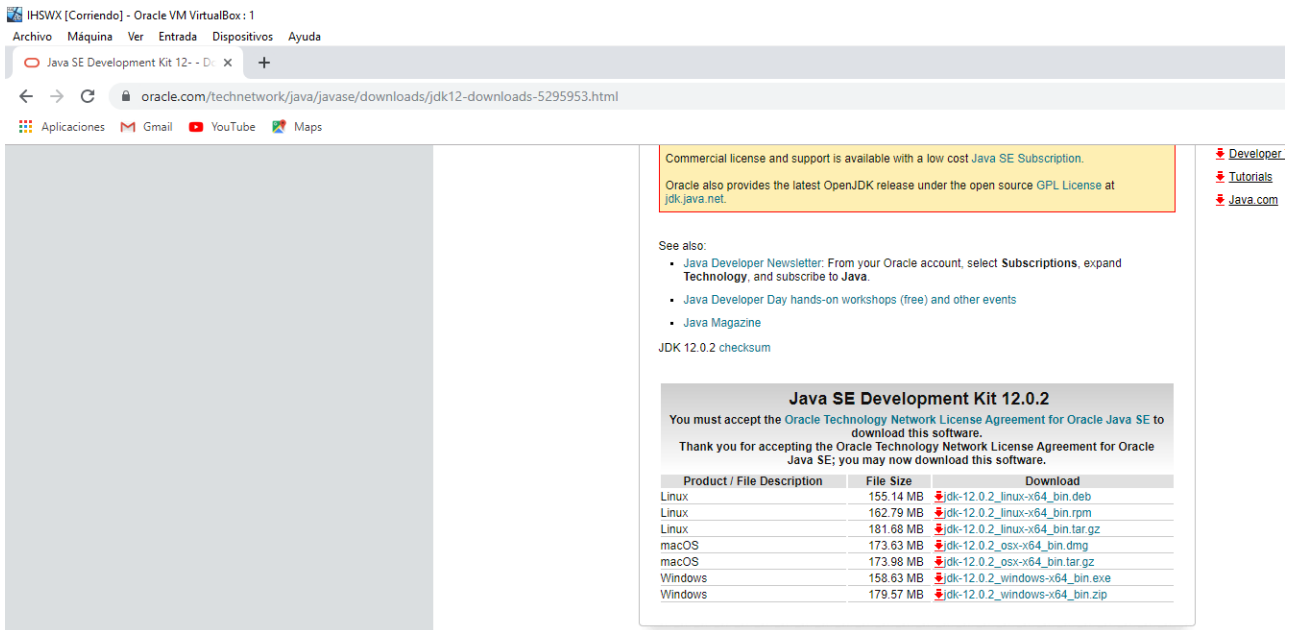 IHSWX [Corriendo] - Oracle VM VirtualBox : 1
Archivo Máquina Ver Entrada Dispositivos Ayuda
Java SE Development Kit 12- - Do
oracle.com/technetwork/java/javase/downloads/jdk12-downloads-5295953.html
Aplicaciones Gmail YouTube Maps
Commercial license and support is available with a low cost Java SE Subscription.
Oracle also provides the latest OpenJDK release under the open source GPL License at
jdk.java.net.
Developer
Tutorials
Java.com
See also:
• Java Developer Newsletter: From your Oracle account, select Subscriptions, expand
Technology, and subscribe to Java.
• Java Developer Day hands-on workshops (free) and other events
• Java Magazine
JDK 12.0.2 checksum
Java SE Development Kit 12.0.2
You must accept the Oracle Technology Network License Agreement for Oracle Java SE to
download this software.
Thank you for accepting the Oracle Technology Network License Agreement for Oracle
Java SE; you may now download this software.
Product / File Description File Size Download
Linux 155.14 MB jdk-12.0.2_linux-x64_bin.deb
Linux 162.79 MB jdk-12.0.2_linux-x64_bin.rpm
Linux 181.68 MB jdk-12.0.2_linux-x64_bin.tar.gz
macOS 173.63 MB jdk-12.0.2_osx-x64_bin.dmg
macOS 173.98 MB jdk-12.0.2_osx-x64_bin.tar.gz
Windows 158.63 MB jdk-12.0.2_windows-x64_bin.exe
Windows 179.57 MB jdk-12.0.2_windows-x64_bin.zip